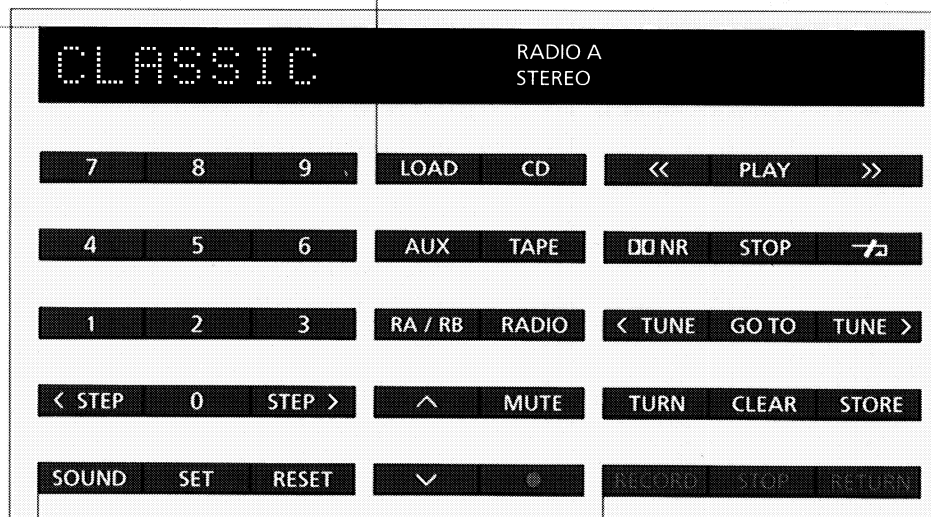 CLASSIC RADIO A
STEREO
7 8 9 LOAD CD << PLAY >>
4 5 6 AUX TAPE NR STOP
1 2 3 RA / RB RADIO < TUNE GO TO TUNE >
< STEP 0 STEP > MUTE TURN CLEAR STORE
SOUND SET RESET RECORD STOP RETURN